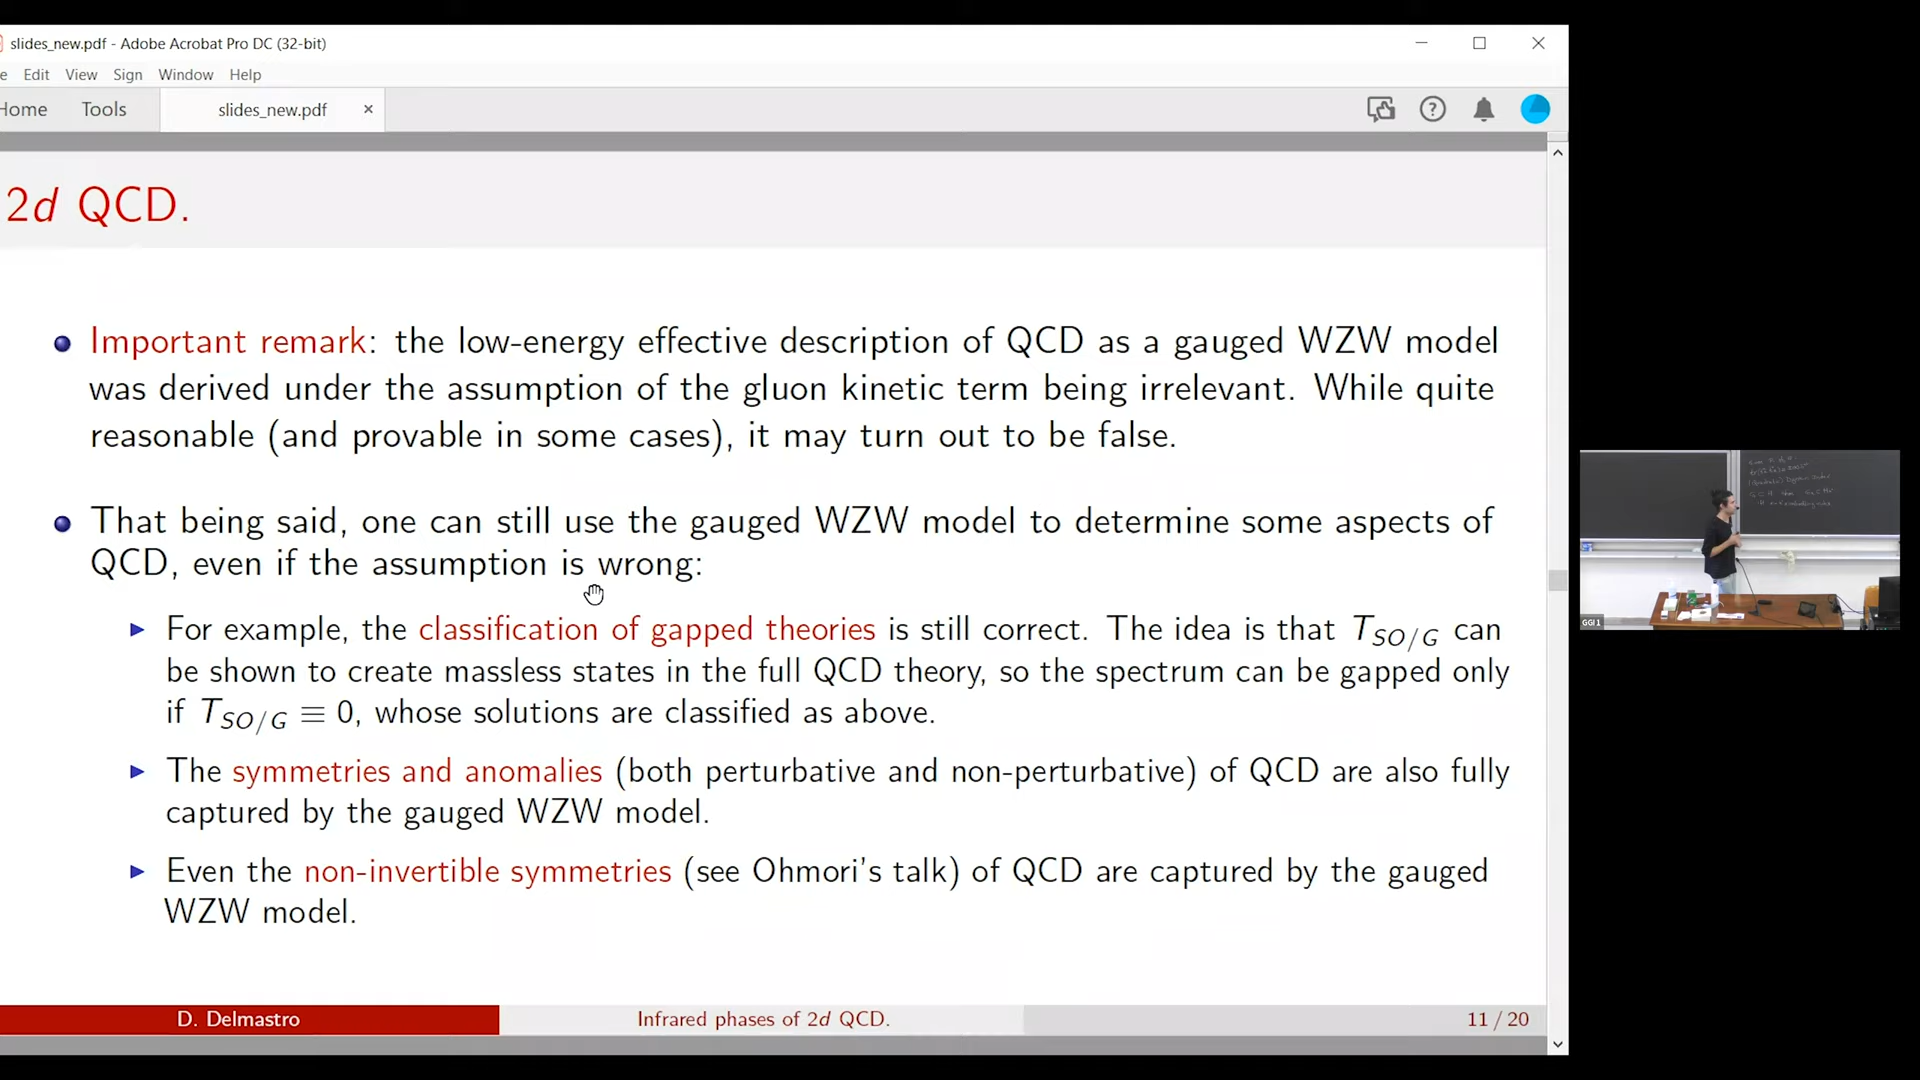 slides_new.pdf - Adobe Acrobat Pro DC (32-bit)
e Edit View Sign Window Help
Home Tools slides_new.pdf ×
2d QCD.
Important remark: the low-energy effective description of QCD as a gauged WZW model
was derived under the assumption of the gluon kinetic term being irrelevant. While quite
reasonable (and provable in some cases), it may turn out to be false.
That being said, one can still use the gauged WZW model to determine some aspects of
QCD, even if the assumption is wrong:
For example, the classification of gapped theories is still correct. The idea is that T_{SO/G} can
be shown to create massless states in the full QCD theory, so the spectrum can be gapped only
if T_{SO/G} ≡ 0, whose solutions are classified as above.
The symmetries and anomalies (both perturbative and non-perturbative) of QCD are also fully
captured by the gauged WZW model.
Even the non-invertible symmetries (see Ohmori's talk) of QCD are captured by the gauged
WZW model.
D. Delmastro Infrared phases of 2d QCD. 11 / 20
GGI 1